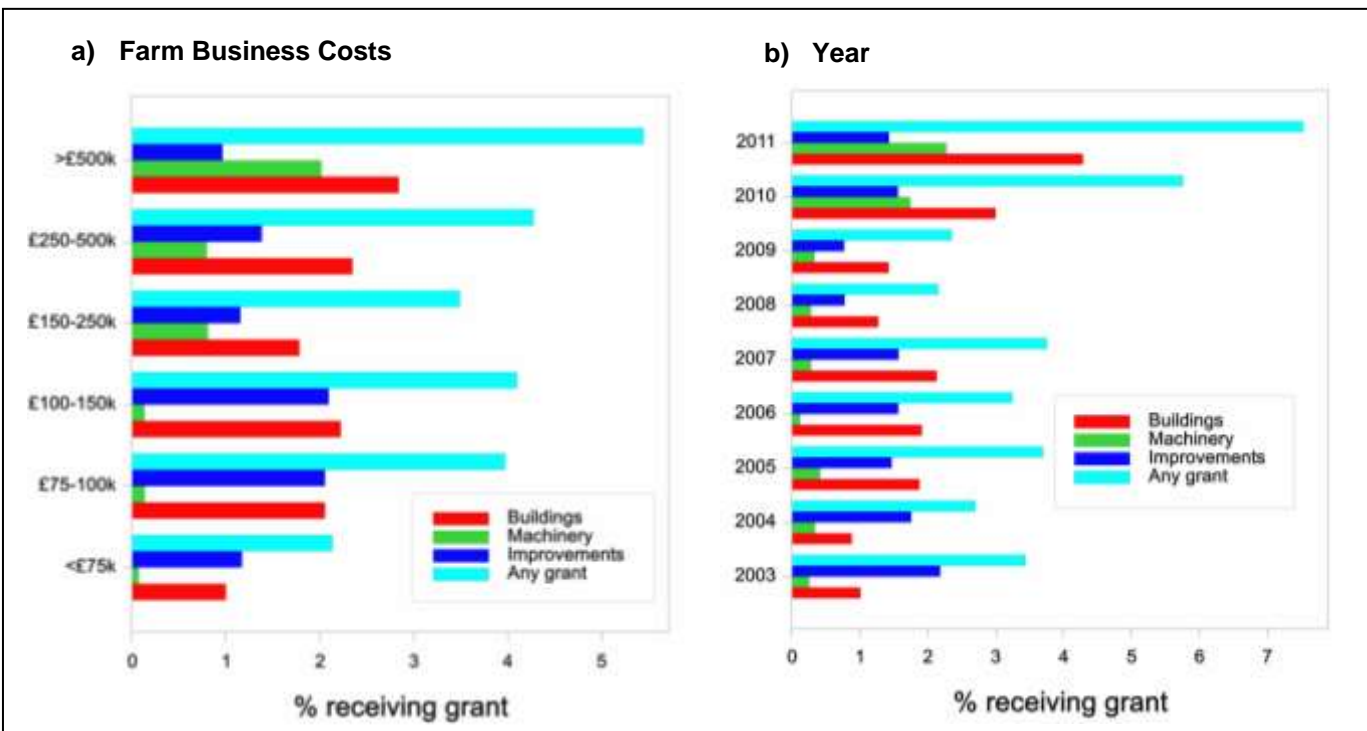 a) Farm Business Costs
>£500k
£250-500k
£150-250k
£100-150k
£75-100k
<£75k
Buildings
Machinery
Improvements
Any grant
0 1 2 3 4 5
% receiving grant
b) Year
2011
2010
2009
2008
2007
2006
2005
2004
2003
Buildings
Machinery
Improvements
Any grant
0 1 2 3 4 5 6 7
% receiving grant